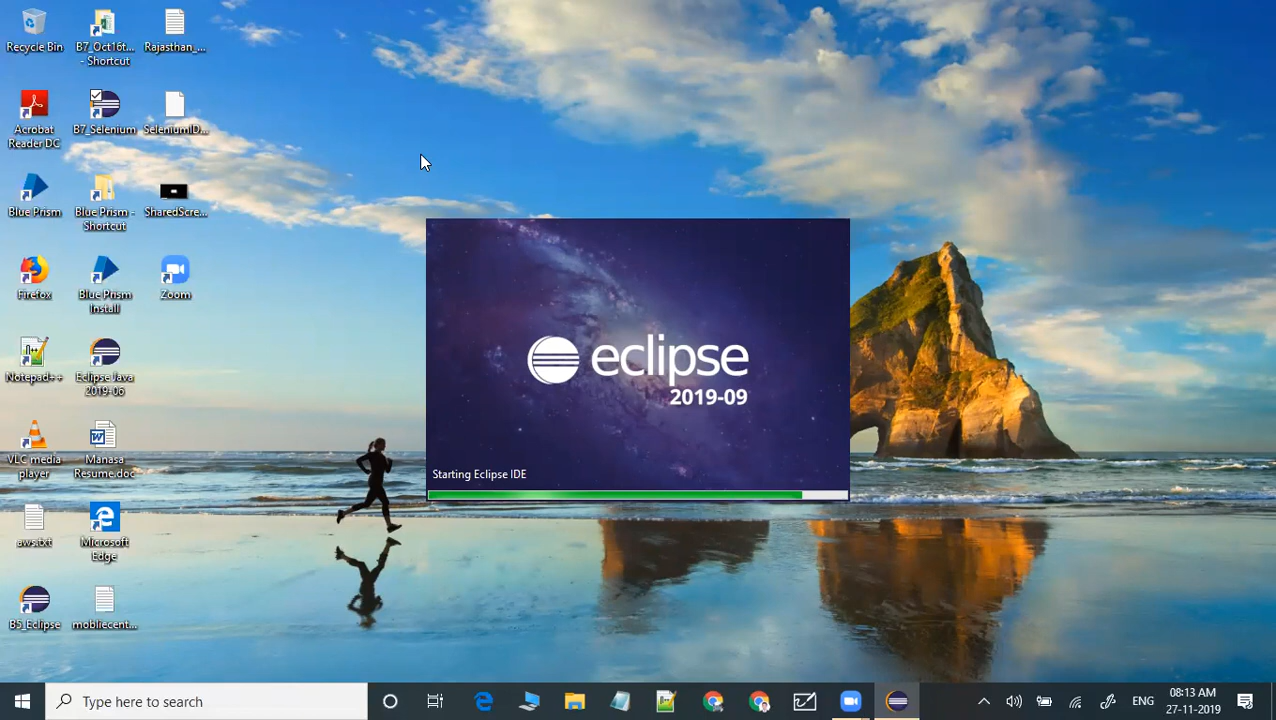 Recycle Bin
B7_Oct16t...
- Shortcut
Rajasthan_...
Acrobat
Reader DC
B7_Selenium
SeleniumID...
Blue Prism
Blue Prism -
Shortcut
SharedScre...
Firefox
Blue Prism
Install
Zoom
Notepad++
Eclipse Java
2019-06
VLC media
player
Manasa
Resume.doc
aws.txt
Microsoft
Edge
B5_Eclipse
mobliecent...
eclipse
2019-09
Starting Eclipse IDE
Type here to search
ENG
08:13 AM
27-11-2019